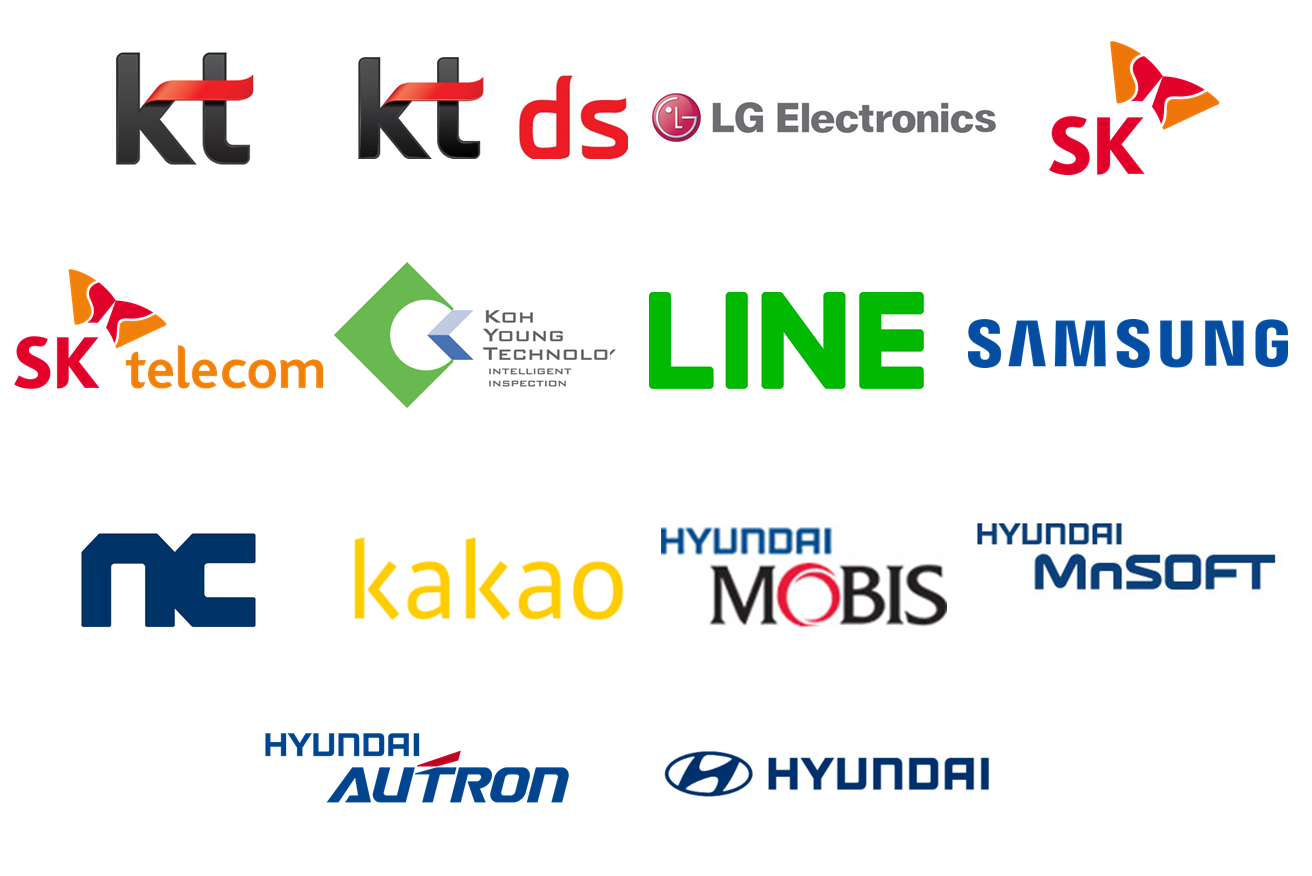 kt
kt ds
LG Electronics
SK
SK telecom
KOH
YOUNG
TECHNOLO
INTELLIGENT
INSPECTION
LINE
SAMSUNG
nc
kakao
HYUNDAI
MOBIS
HYUNDAI
MnSOFT
HYUNDAI
AUTRON
HYUNDAI